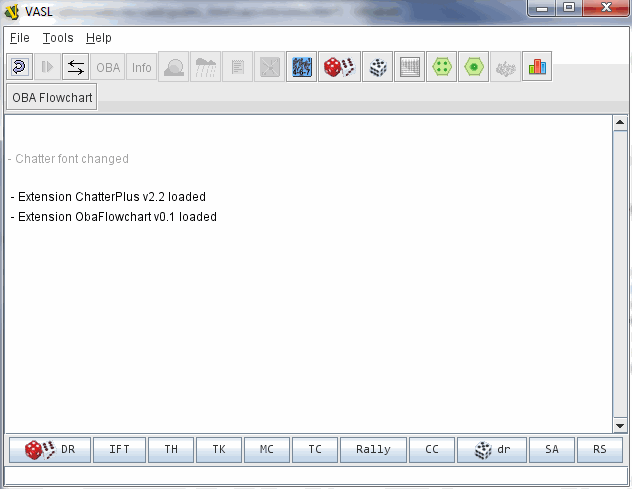 VASL
File Tools Help
OBA Info
OBA Flowchart
- Chatter font changed
- Extension ChatterPlus v2.2 loaded
- Extension ObaFlowchart v0.1 loaded
DR IFT TH TK MC TC Rally CC dr SA RS